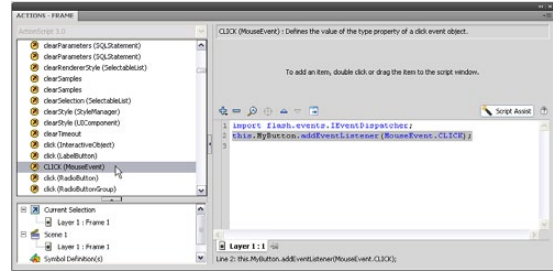 ACTIONS - FRAME
ActionScript 3.0
clearParameters (SQLStatement)
clearParameters (SQLStatement)
clearRendererStyle (SelectableList)
clearSamples
clearSamples
clearSelection (SelectableList)
clearStyle (StyleManager)
clearStyle (UIComponent)
clearTimeout
click (InteractiveObject)
click (LabelButton)
CLICK (MouseEvent)
click (RadioButton)
click (RadioButtonGroup)
Current Selection
Layer 1 : Frame 1
Scene 1
Layer 1 : Frame 1
Symbol Definition(s)
CLICK (MouseEvent) : Defines the value of the type property of a click event object.
To add an item, double click or drag the item to the script window.
Script Assist
1 import flash.events.IEventDispatcher;
2 this.MyButton.addEventListener(MouseEvent.CLICK);
3
Layer 1 : 1
Line 2: this.MyButton.addEventListener(MouseEvent.CLICK);